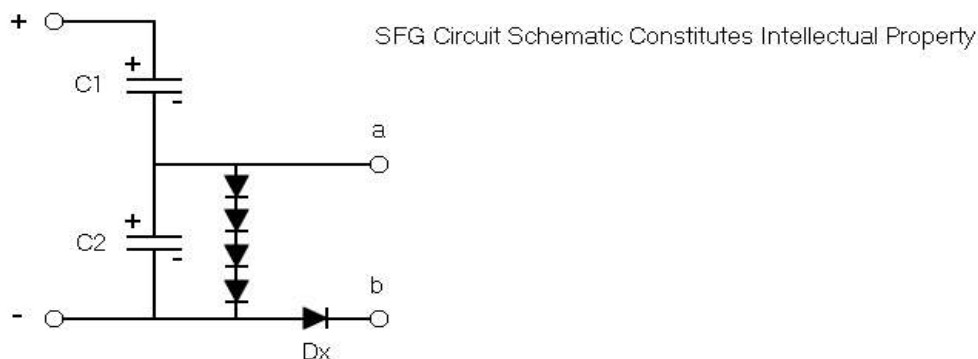 +
SFG Circuit Schematic Constitutes Intellectual Property
+
C1
-
a
+
C2
-
b
-
Dx